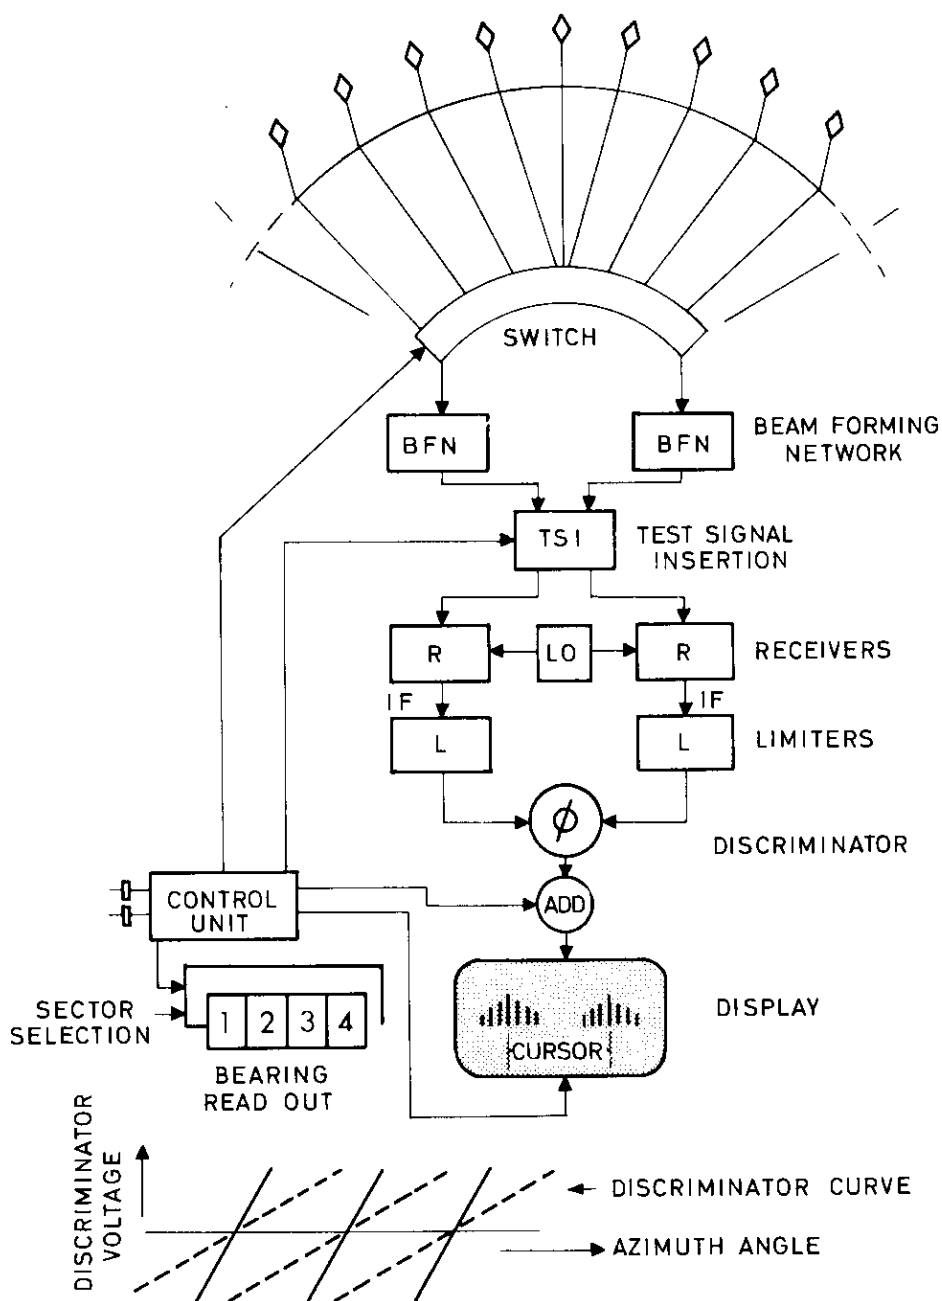 SWITCH
BFN
BFN
BEAM FORMING
NETWORK
TSI
TEST SIGNAL
INSERTION
R
LO
R
RECEIVERS
IF
IF
L
L
LIMITERS
ϕ
DISCRIMINATOR
CONTROL
UNIT
ADD
SECTOR
SELECTION
1 2 3 4
BEARING
READ OUT
DISPLAY
CURSOR
DISCRIMINATOR
VOLTAGE
DISCRIMINATOR CURVE
AZIMUTH ANGLE